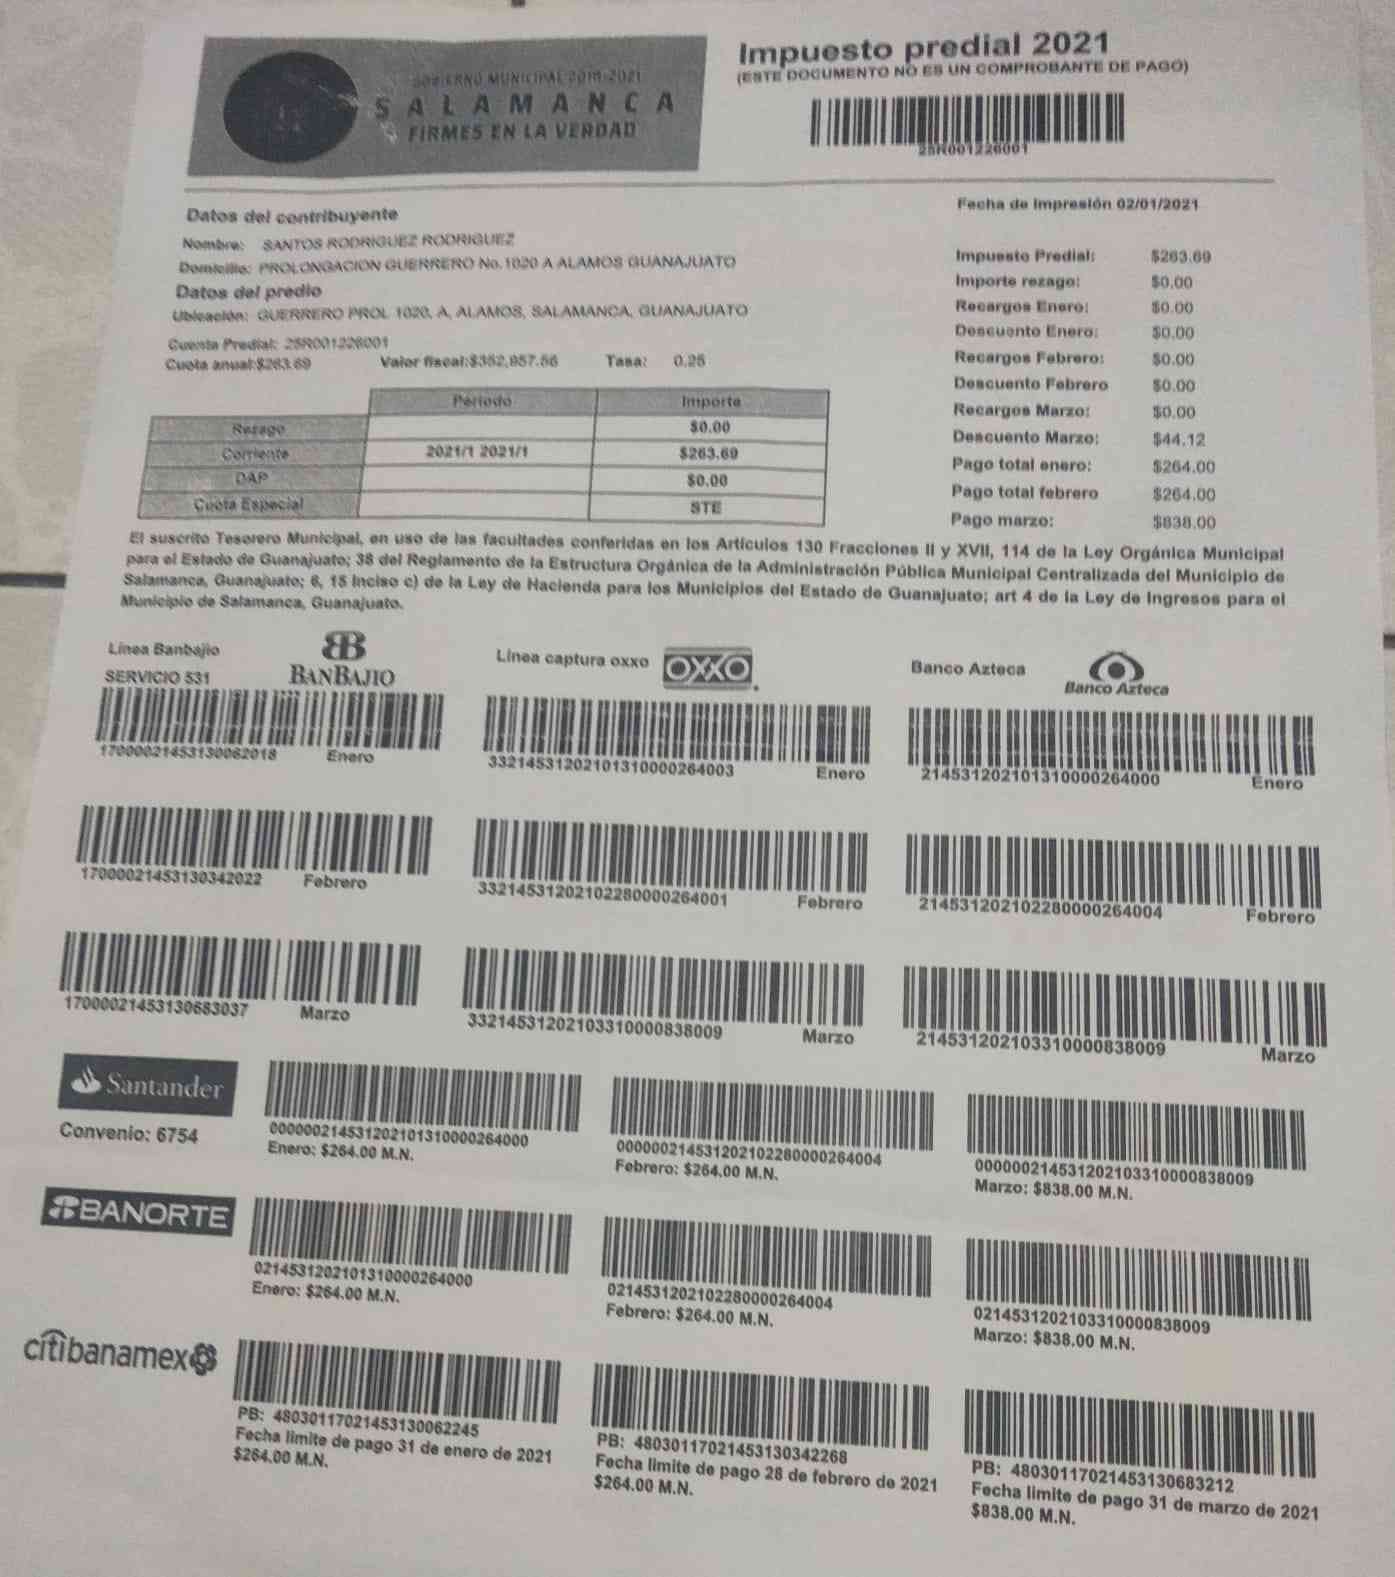 GOBIERNO MUNICIPAL 2018-2021
SALAMANCA
FIRMES EN LA VERDAD
Impuesto predial 2021
(ESTE DOCUMENTO NO ES UN COMPROBANTE DE PAGO)
25R001226001
Fecha de impresión 02/01/2021
Datos del contribuyente
Nombre: SANTOS RODRIGUEZ RODRIGUEZ
Domicilio: PROLONGACION GUERRERO No.1020 A ALAMOS GUANAJUATO
Datos del predio
Ubicación: GUERRERO PROL 1020, A, ALAMOS, SALAMANCA, GUANAJUATO
Cuenta Predial: 25R001226001
Cuota anual:$263.69 Valor fiscal:$352,957.56 Tasa: 0.25
Periodo Importe
Rezago $0.00
Corriente 2021/1 2021/1 $263.69
DAP $0.00
Cuota Especial STE
Impuesto Predial: $263.69
Importe rezago: $0.00
Recargos Enero: $0.00
Descuento Enero: $0.00
Recargos Febrero: $0.00
Descuento Febrero $0.00
Recargos Marzo: $0.00
Descuento Marzo: $44.12
Pago total enero: $264.00
Pago total febrero $264.00
Pago marzo: $838.00
El suscrito Tesorero Municipal, en uso de las facultades conferidas en los Artículos 130 Fracciones II y XVII, 114 de la Ley Orgánica Municipal
para el Estado de Guanajuato; 38 del Reglamento de la Estructura Orgánica de la Administración Pública Municipal Centralizada del Municipio de
Salamanca, Guanajuato; 6, 15 Inciso c) de la Ley de Hacienda para los Municipios del Estado de Guanajuato; art 4 de la Ley de Ingresos para el
Municipio de Salamanca, Guanajuato.
Línea Banbajio
SERVICIO 531
BB
BANBAJIO
Línea captura oxxo OXXO
Banco Azteca
Banco Azteca
17000021453130062018 Enero
33214531202101310000264003 Enero
214531202101310000264000 Enero
17000021453130342022 Febrero
33214531202102280000264001 Febrero
214531202102280000264004 Febrero
17000021453130683037 Marzo
33214531202103310000838009 Marzo
214531202103310000838009 Marzo
Santander
Convenio: 6754
000000214531202101310000264000
Enero: $264.00 M.N.
000000214531202102280000264004
Febrero: $264.00 M.N.
000000214531202103310000838009
Marzo: $838.00 M.N.
BANORTE
0214531202101310000264000
Enero: $264.00 M.N.
0214531202102280000264004
Febrero: $264.00 M.N.
0214531202103310000838009
Marzo: $838.00 M.N.
citibanamex
PB: 48030117021453130062245
Fecha limite de pago 31 de enero de 2021
$264.00 M.N.
PB: 48030117021453130342268
Fecha limite de pago 28 de febrero de 2021
$264.00 M.N.
PB: 48030117021453130683212
Fecha limite de pago 31 de marzo de 2021
$838.00 M.N.